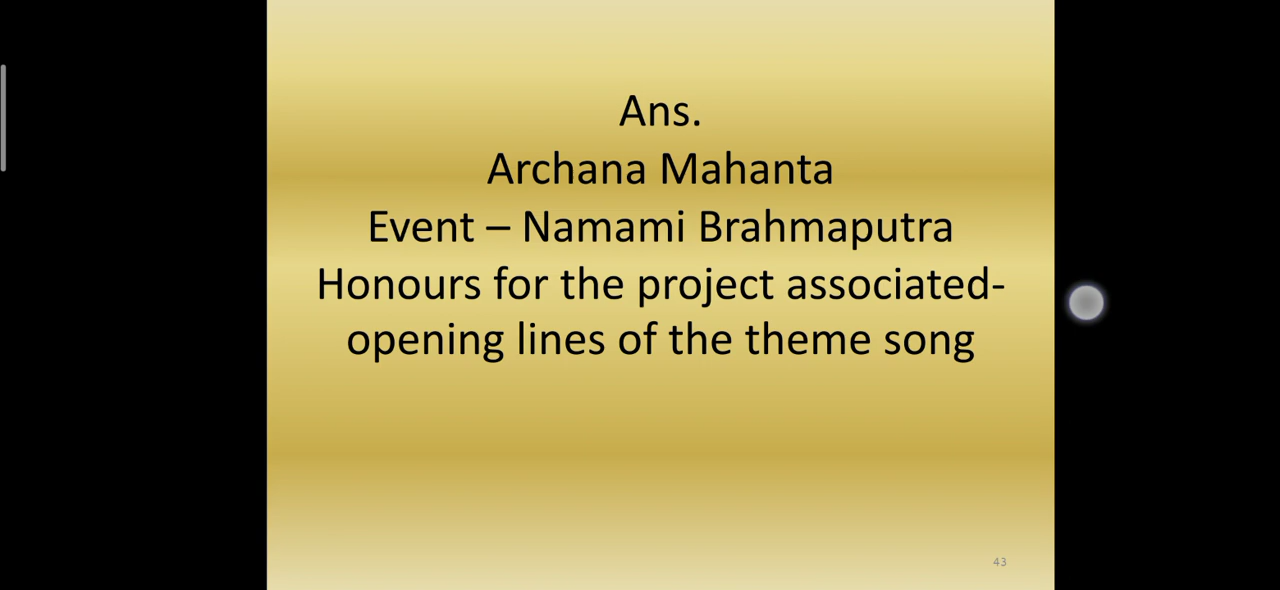 Ans.
Archana Mahanta
Event – Namami Brahmaputra
Honours for the project associated-
opening lines of the theme song
43